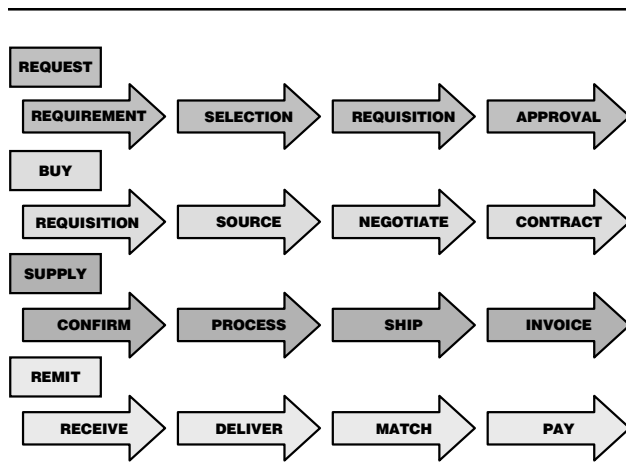 REQUEST
REQUIREMENT SELECTION REQUISITION APPROVAL
BUY
REQUISITION SOURCE NEGOTIATE CONTRACT
SUPPLY
CONFIRM PROCESS SHIP INVOICE
REMIT
RECEIVE DELIVER MATCH PAY